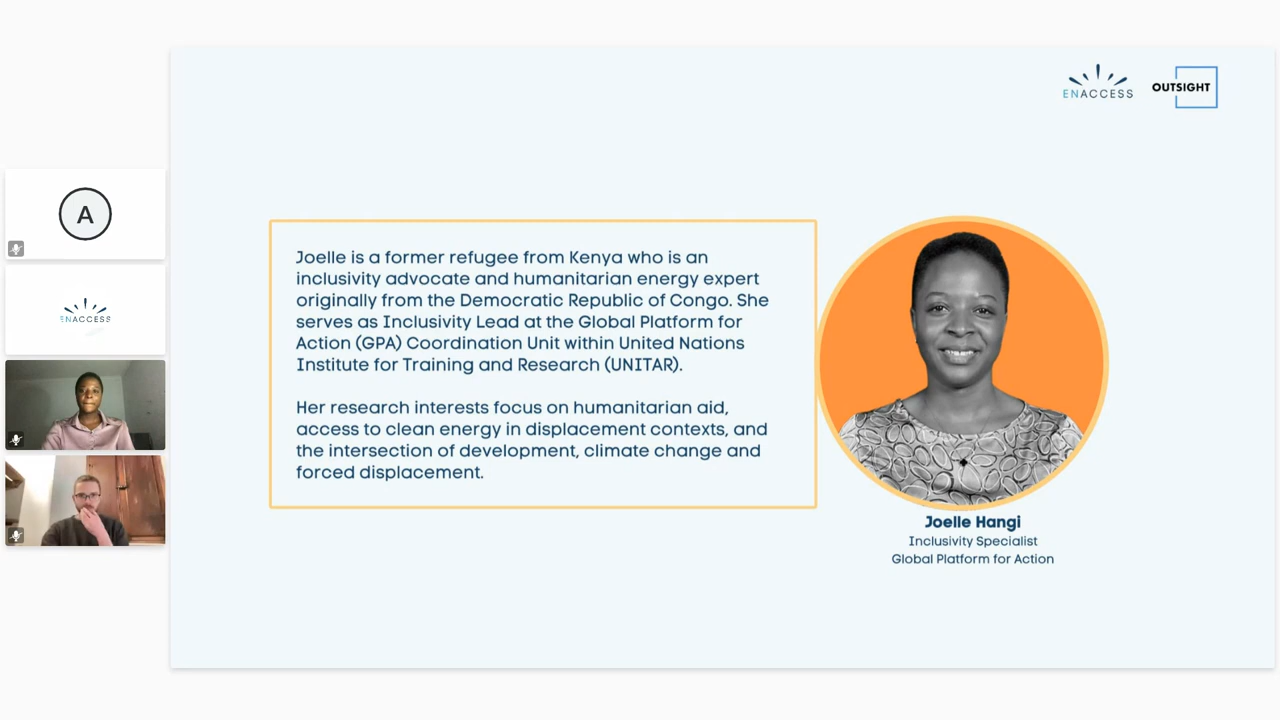 ENACCESS
OUTSIGHT
A
ENACCESS
Joelle is a former refugee from Kenya who is an
inclusivity advocate and humanitarian energy expert
originally from the Democratic Republic of Congo. She
serves as Inclusivity Lead at the Global Platform for
Action (GPA) Coordination Unit within United Nations
Institute for Training and Research (UNITAR).
Her research interests focus on humanitarian aid,
access to clean energy in displacement contexts, and
the intersection of development, climate change and
forced displacement.
Joelle Hangi
Inclusivity Specialist
Global Platform for Action